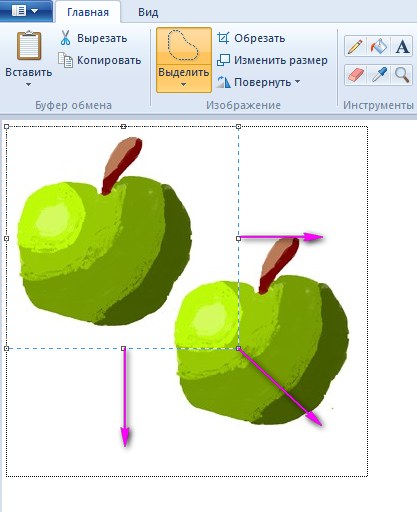 Главная Вид
Вставить
Вырезать
Копировать
Буфер обмена
Выделить
Обрезать
Изменить размер
Повернуть
Изображение
A
Инструменты